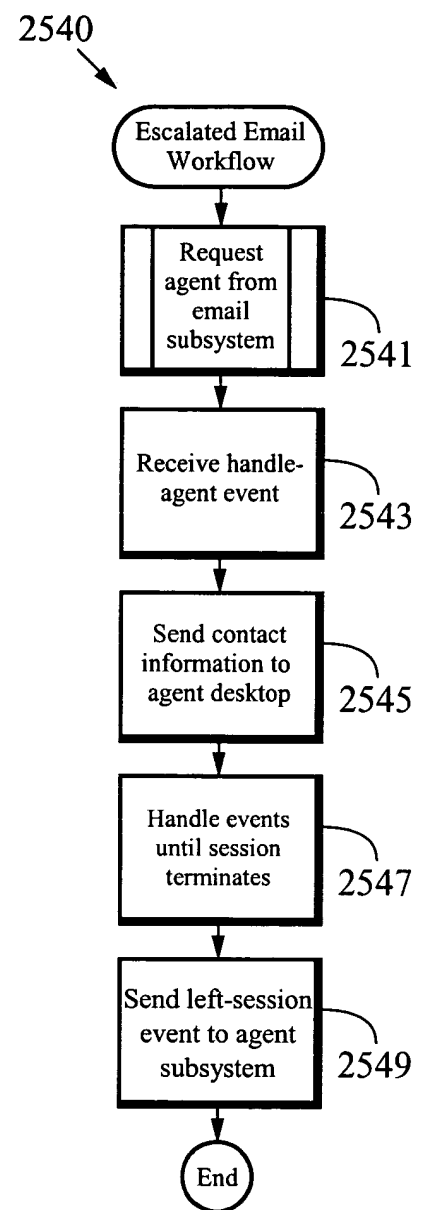 2540
Escalated Email
Workflow
Request
agent from
email
subsystem
2541
Receive handle-
agent event
2543
Send contact
information to
agent desktop
2545
Handle events
until session
terminates
2547
Send left-session
event to agent
subsystem
2549
End